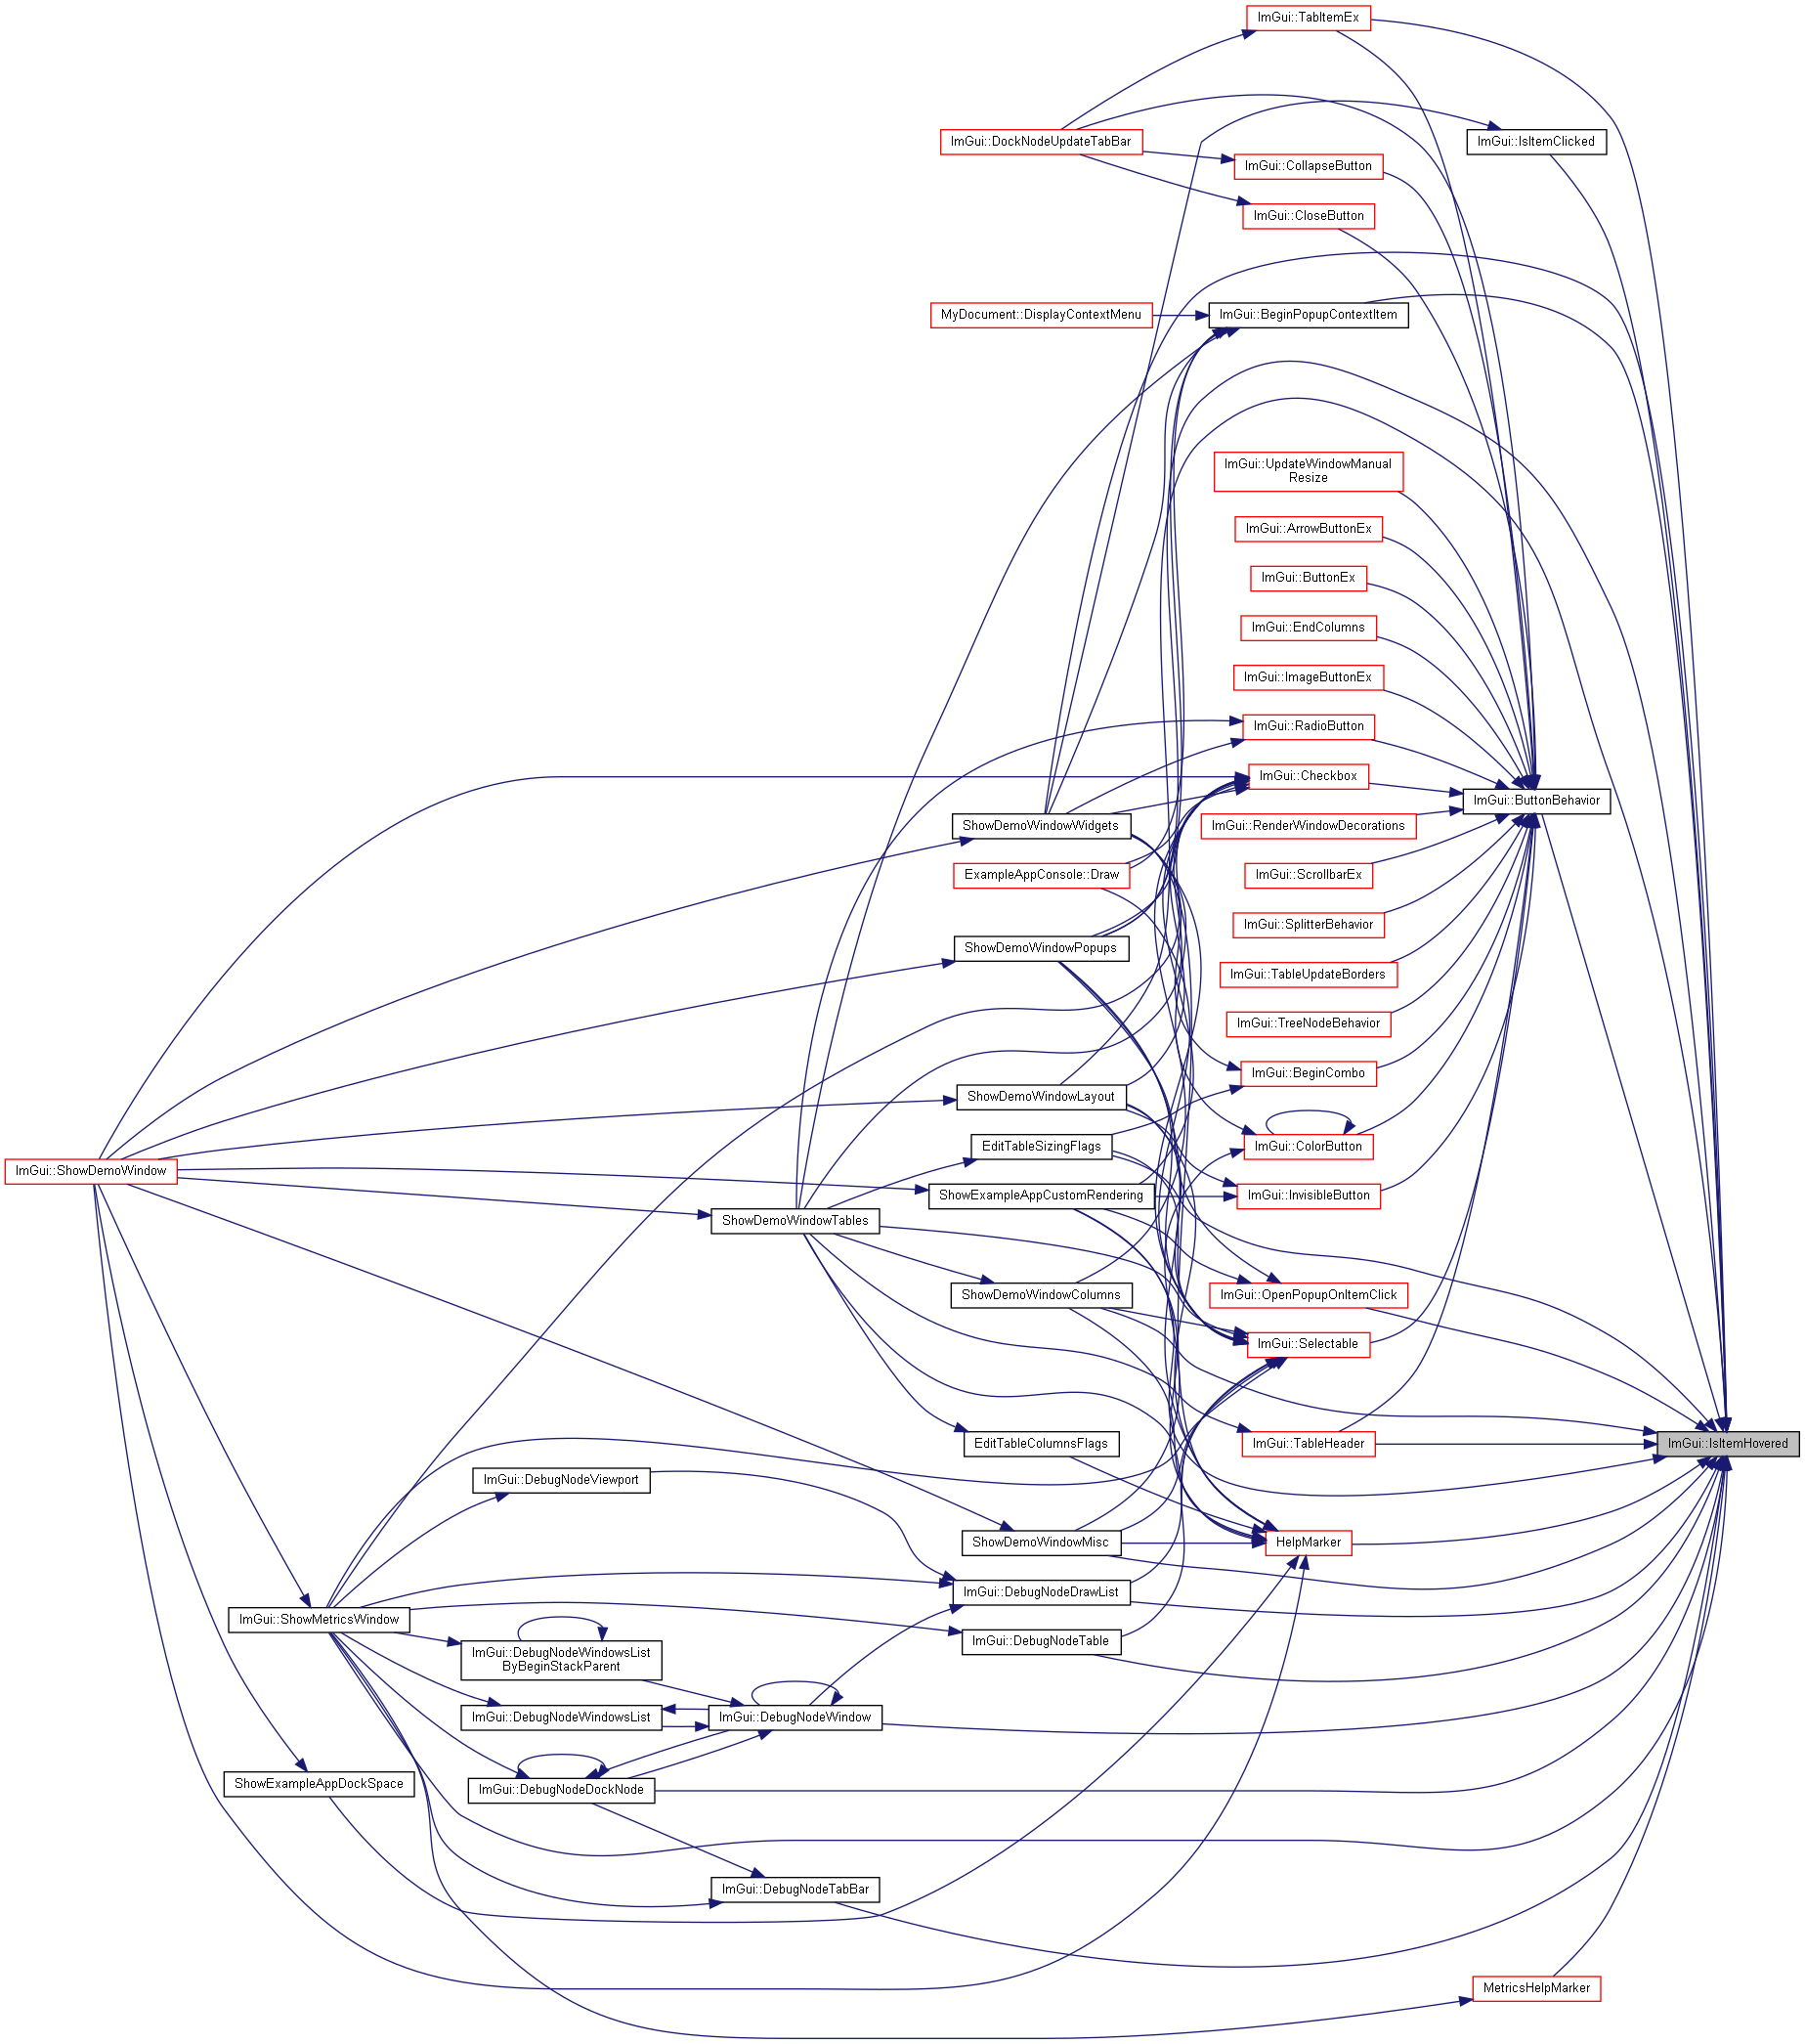 ImGui::TabItemEx
ImGui::DockNodeUpdateTabBar
ImGui::IsItemClicked
ImGui::CollapseButton
ImGui::CloseButton
MyDocument::DisplayContextMenu
ImGui::BeginPopupContextItem
ImGui::UpdateWindowManual
Resize
ImGui::ArrowButtonEx
ImGui::ButtonEx
ImGui::EndColumns
ImGui::ImageButtonEx
ImGui::RadioButton
ImGui::Checkbox
ImGui::ButtonBehavior
ShowDemoWindowWidgets
ImGui::RenderWindowDecorations
ExampleAppConsole::Draw
ImGui::ScrollbarEx
ImGui::SplitterBehavior
ShowDemoWindowPopups
ImGui::TableUpdateBorders
ImGui::TreeNodeBehavior
ImGui::BeginCombo
ShowDemoWindowLayout
EditTableSizingFlags
ImGui::ColorButton
ImGui::ShowDemoWindow
ShowExampleAppCustomRendering
ImGui::InvisibleButton
ShowDemoWindowTables
ShowDemoWindowColumns
ImGui::OpenPopupOnItemClick
ImGui::Selectable
EditTableColumnsFlags
ImGui::TableHeader
ImGui::IsItemHovered
ImGui::DebugNodeViewport
ShowDemoWindowMisc
HelpMarker
ImGui::DebugNodeDrawList
ImGui::ShowMetricsWindow
ImGui::DebugNodeTable
ImGui::DebugNodeWindowsList
ByBeginStackParent
ImGui::DebugNodeWindowsList
ImGui::DebugNodeWindow
ShowExampleAppDockSpace
ImGui::DebugNodeDockNode
ImGui::DebugNodeTabBar
MetricsHelpMarker